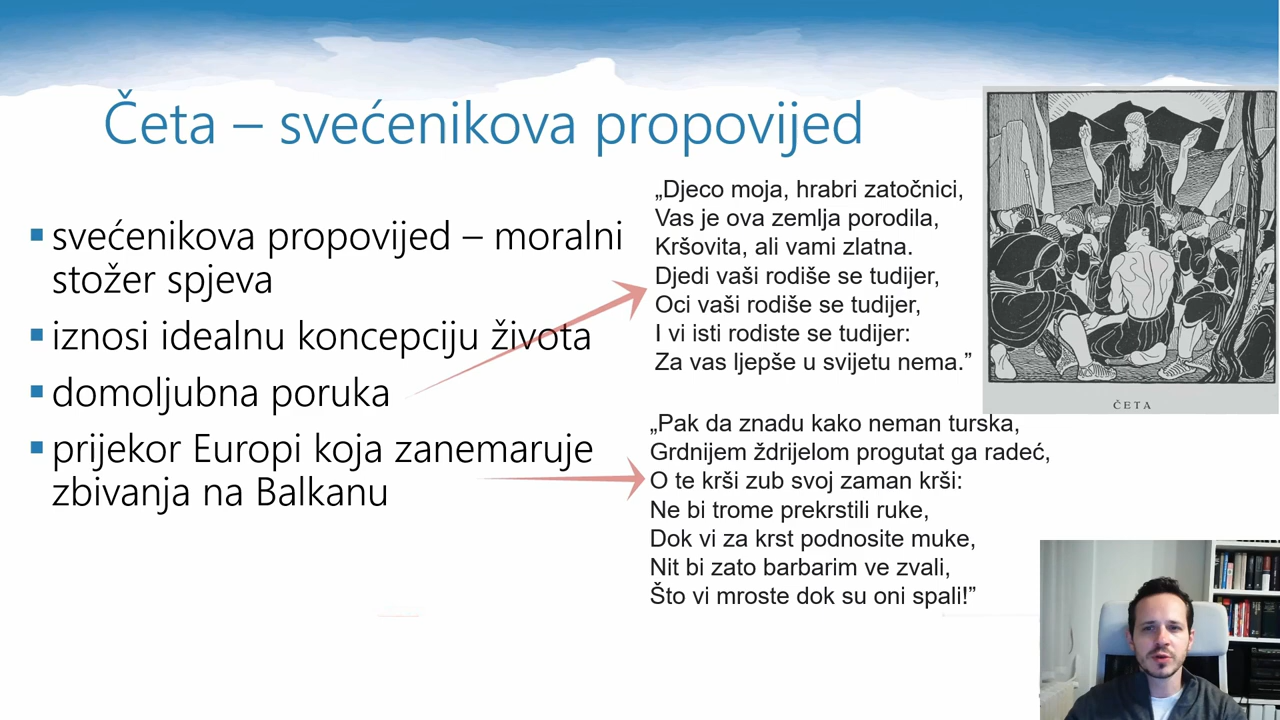 Četa – svećenikova propovijed
svećenikova propovijed – moralni
stožer spjeva
iznosi idealnu koncepciju života
domoljubna poruka
prijekor Europi koja zanemaruje
zbivanja na Balkanu
„Djeco moja, hrabri zatočnici,
Vas je ova zemlja porodila,
Kršovita, ali vami zlatna.
Djedi vaši rodiše se tudijer,
Oci vaši rodiše se tudijer,
I vi isti rodiste se tudijer:
Za vas ljepše u svijetu nema.”
„Pak da znadu kako neman turska,
Grdnijem ždrijelom progutat ga radeć,
O te krši zub svoj zaman krši:
Ne bi trome prekrstili ruke,
Dok vi za krst podnosite muke,
Nit bi zato barbarim ve zvali,
Što vi mroste dok su oni spali!”
ČETA